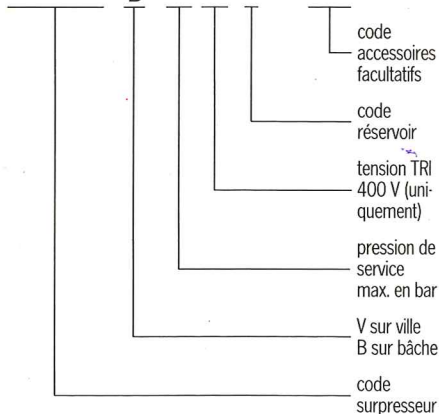 code
accessoires
facultatifs
code
réservoir
tension TRI
400 V (uni-
quement)
pression de
service
max. en bar
V sur ville
B sur bâche
code
surpresseur